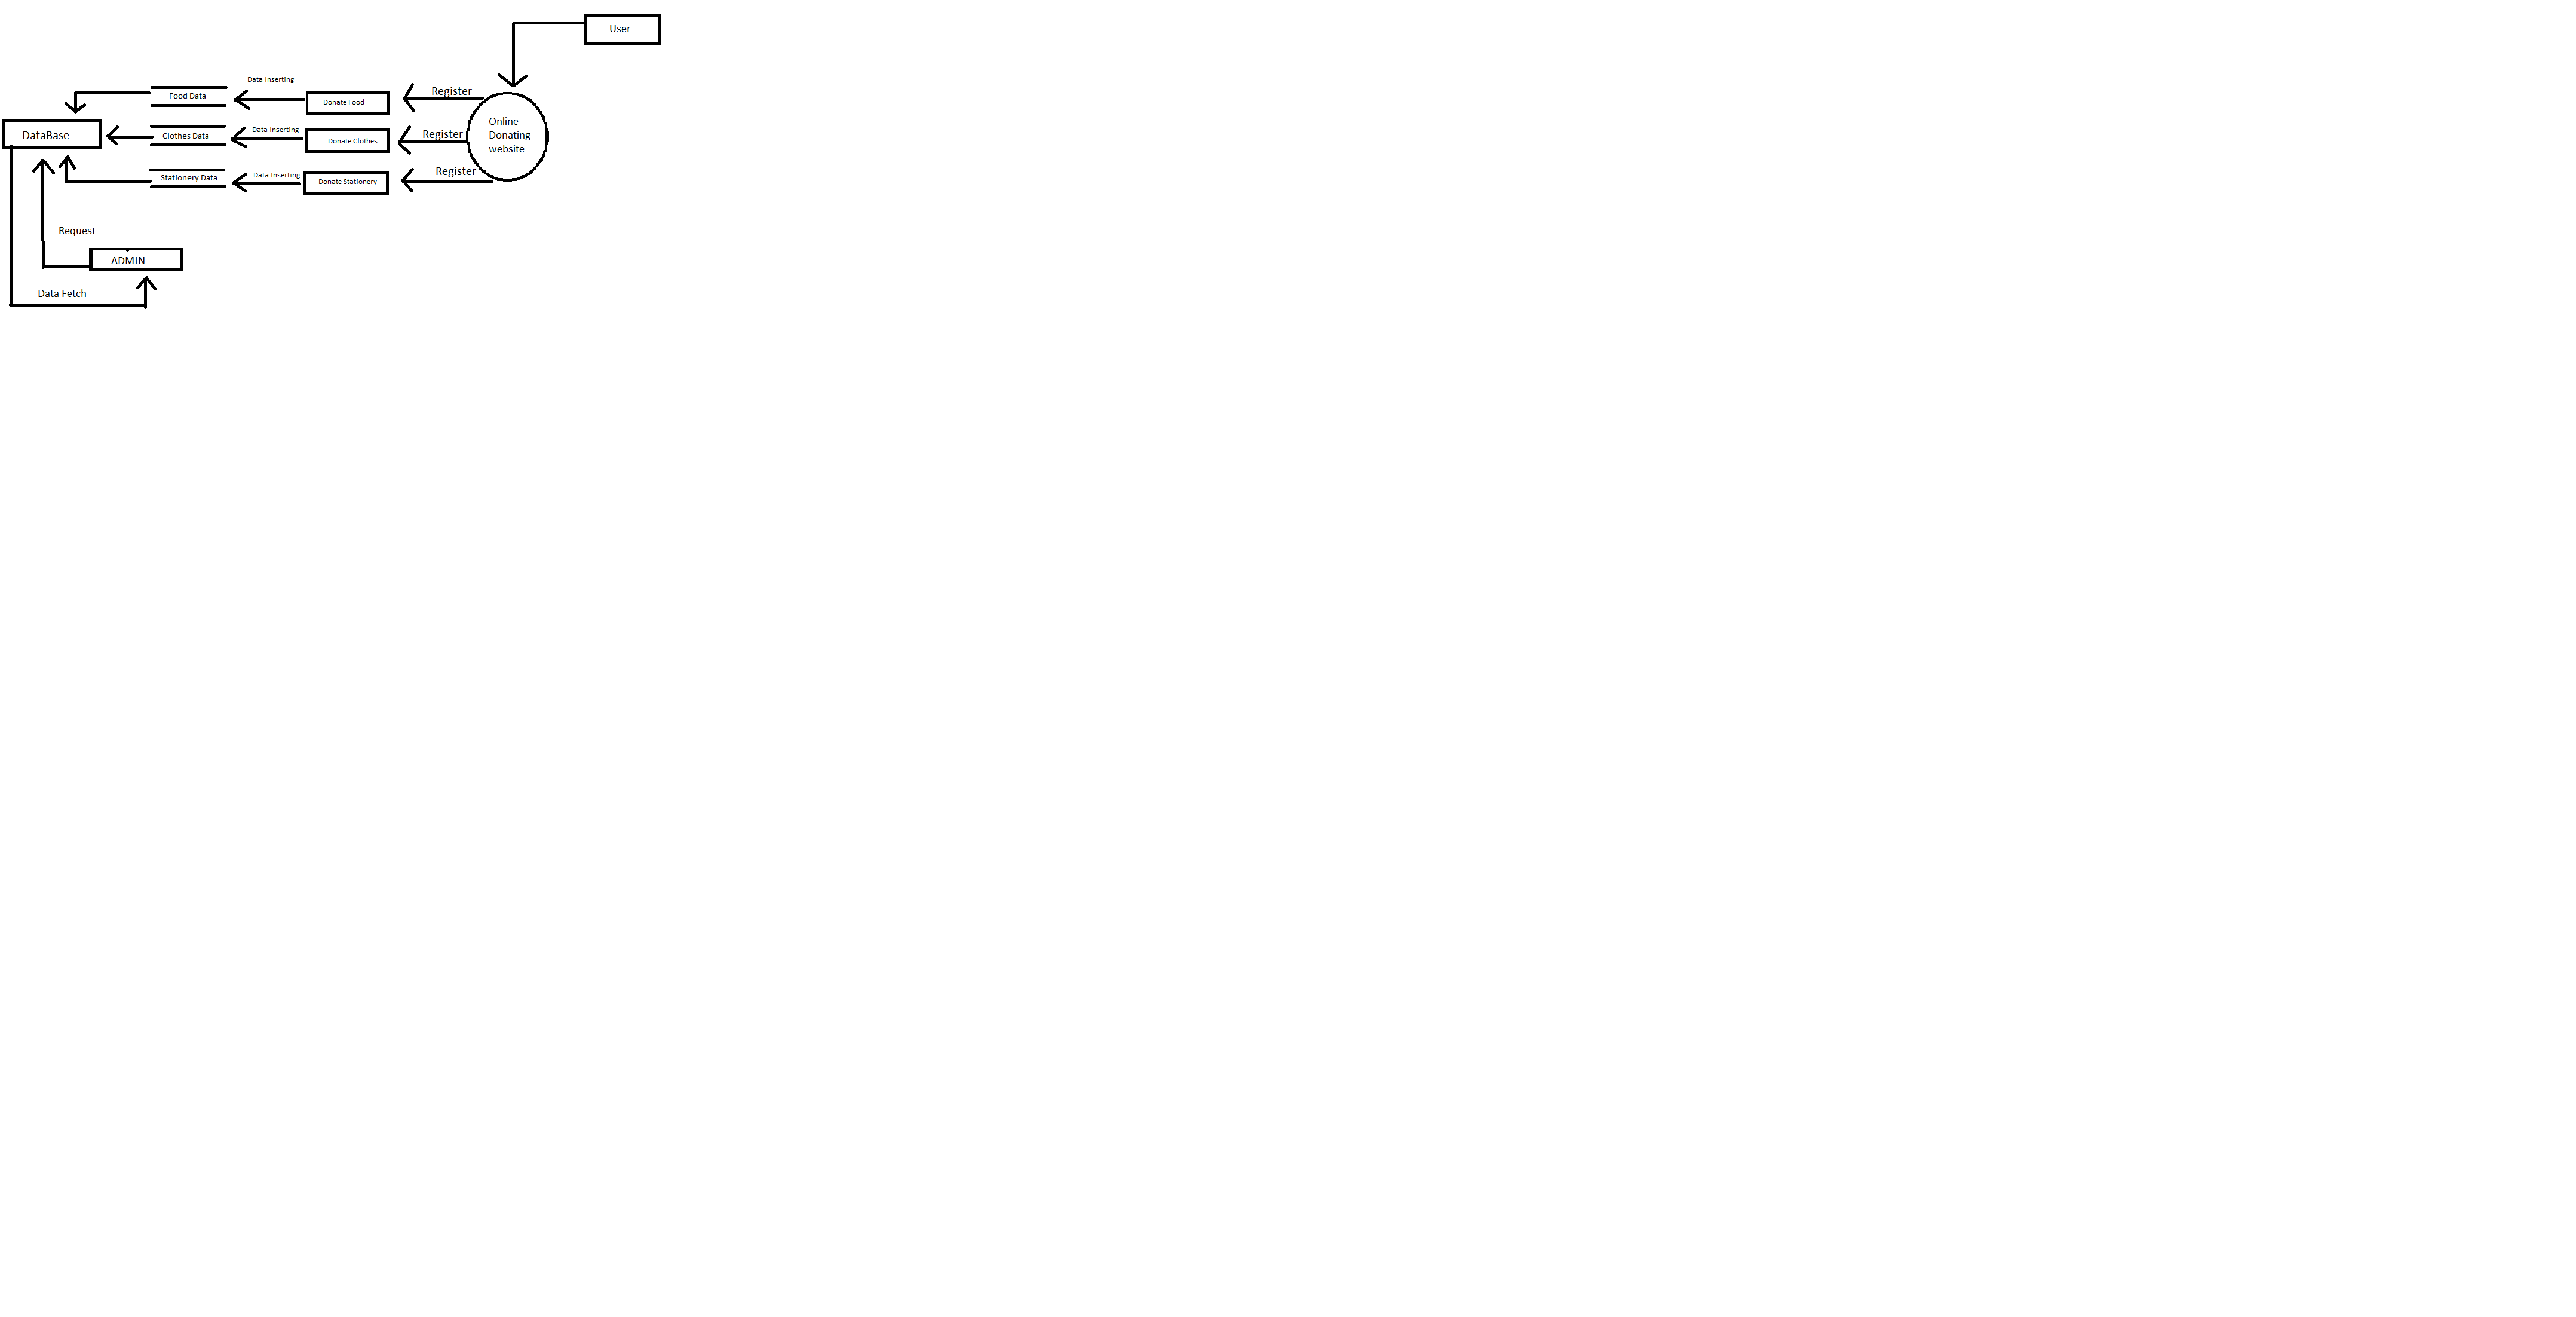 User
Data Inserting
Register
Food Data
Donate Food
Online
Donating
website
Data Inserting
Register
DataBase
Clothes Data
Donate Clothes
Register
Data Inserting
Stationery Data
Donate Stationery
Request
ADMIN
Data Fetch